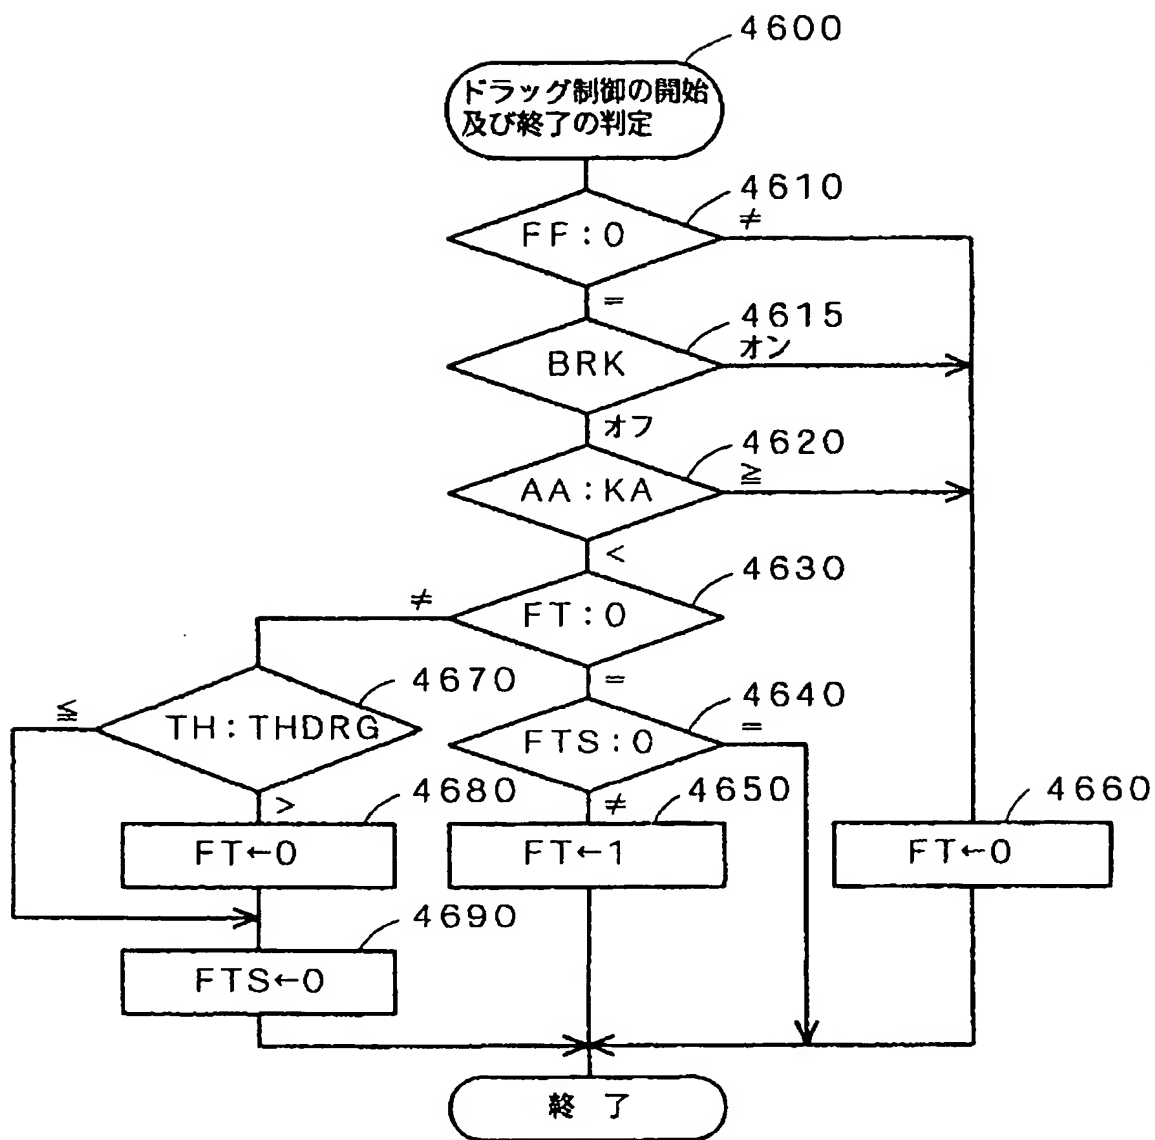 4600
ドラッグ制御の開始
及び終了の判定
4610
FF:0
≠
=
4615
BRK
オン
オフ
4620
AA:KA
≧
<
4630
FT:0
≠
=
4670
TH:THDRG
≦
>
4640
FTS:0
=
≠
4680
FT←0
4650
FT←1
4660
FT←0
4690
FTS←0
終 了